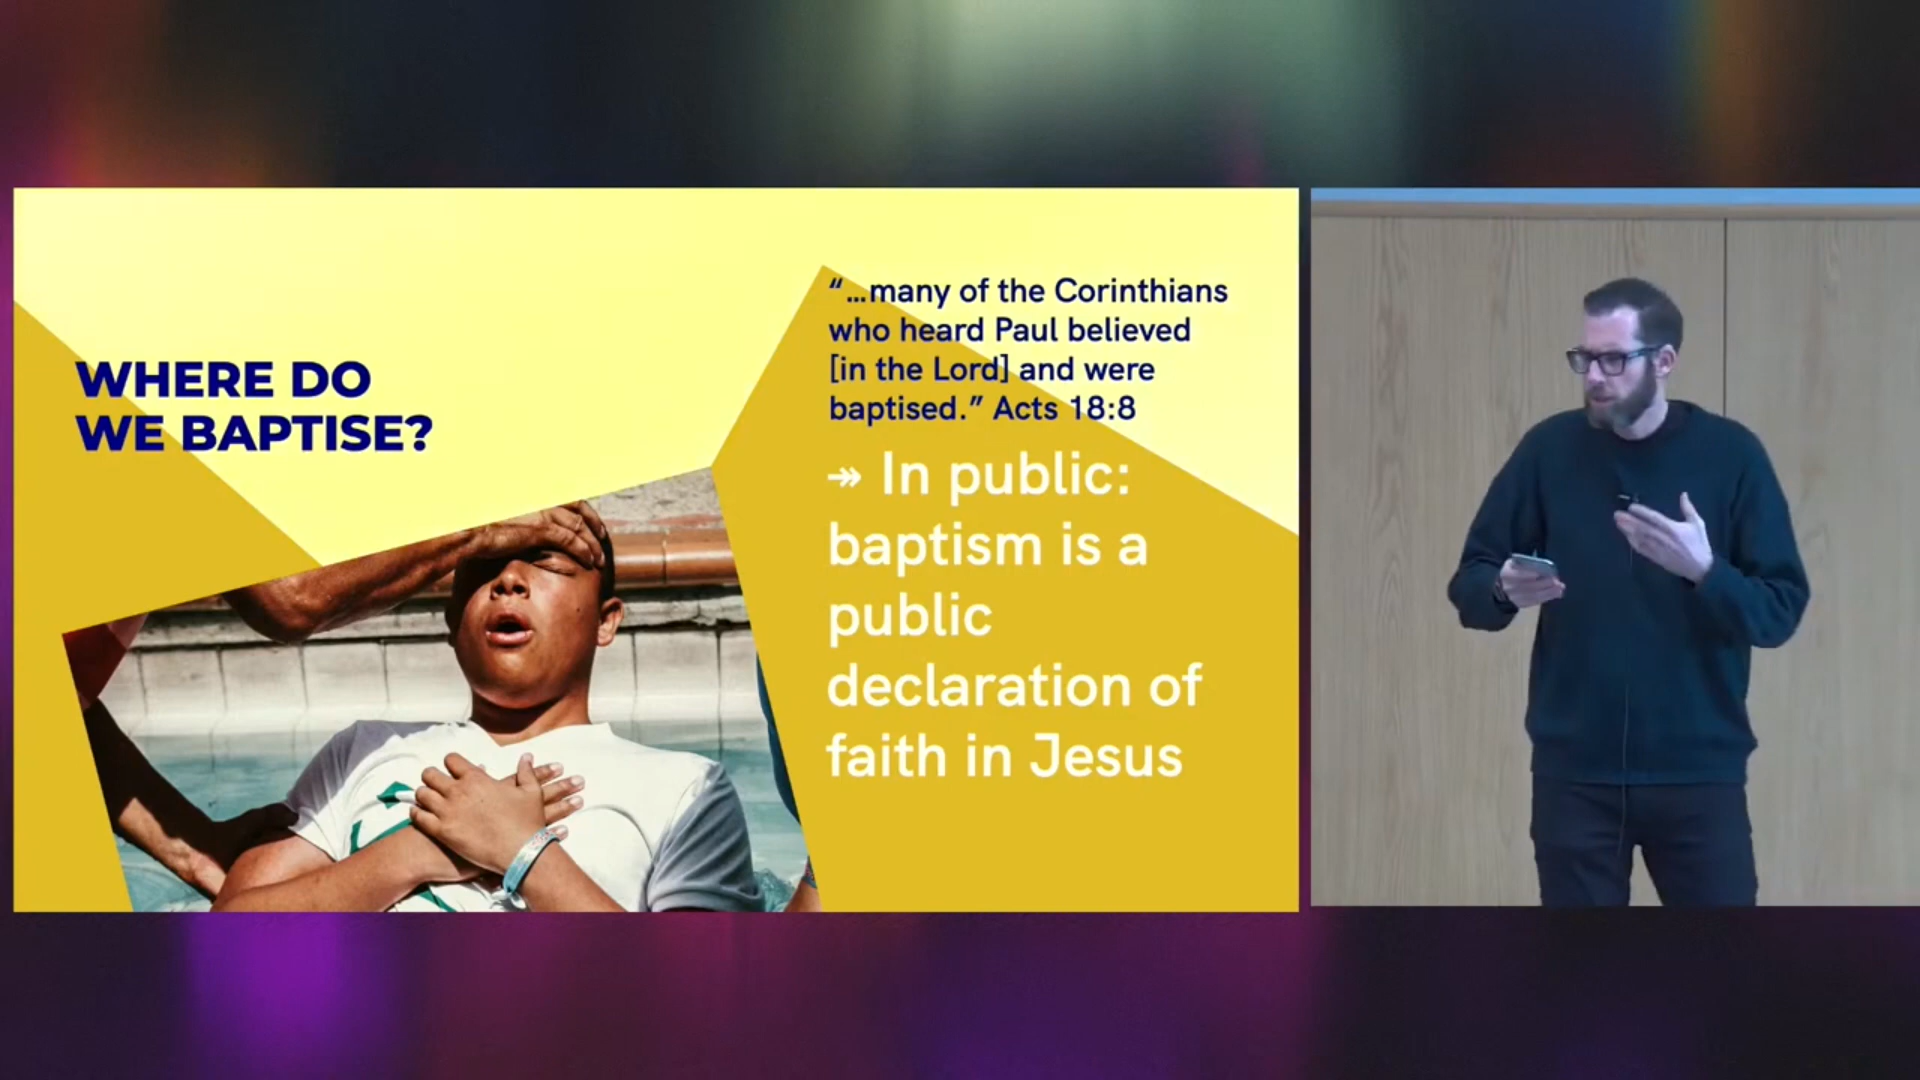 WHERE DO
WE BAPTISE?
“...many of the Corinthians
who heard Paul believed
[in the Lord] and were
baptised.” Acts 18:8
↠ In public:
baptism is a
public
declaration of
faith in Jesus